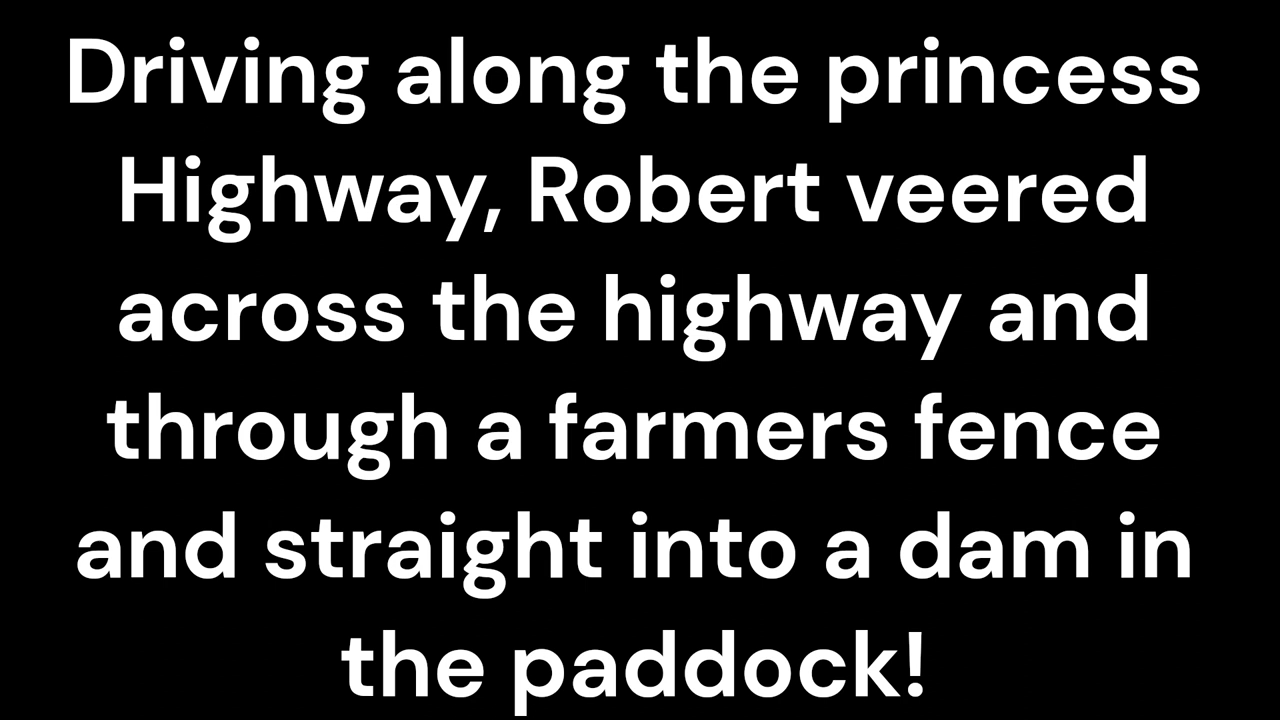 Driving along the princess
Highway, Robert veered
across the highway and
through a farmers fence
and straight into a dam in
the paddock!